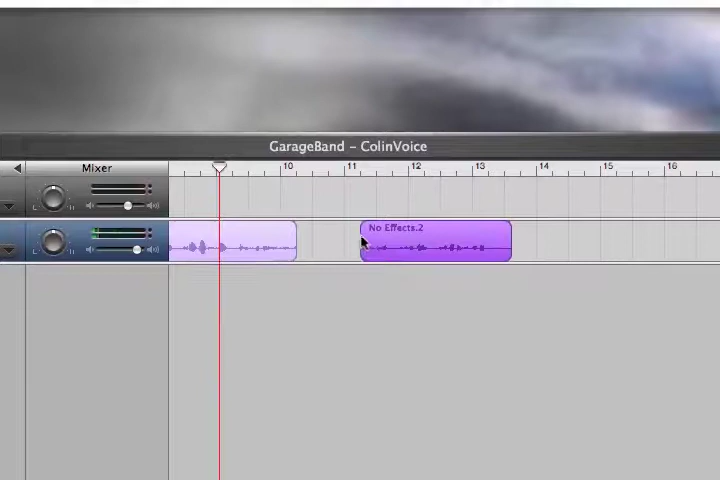 GarageBand – ColinVoice
Mixer
10
11
12
13
14
15
16
L R
L R
No Effects.2